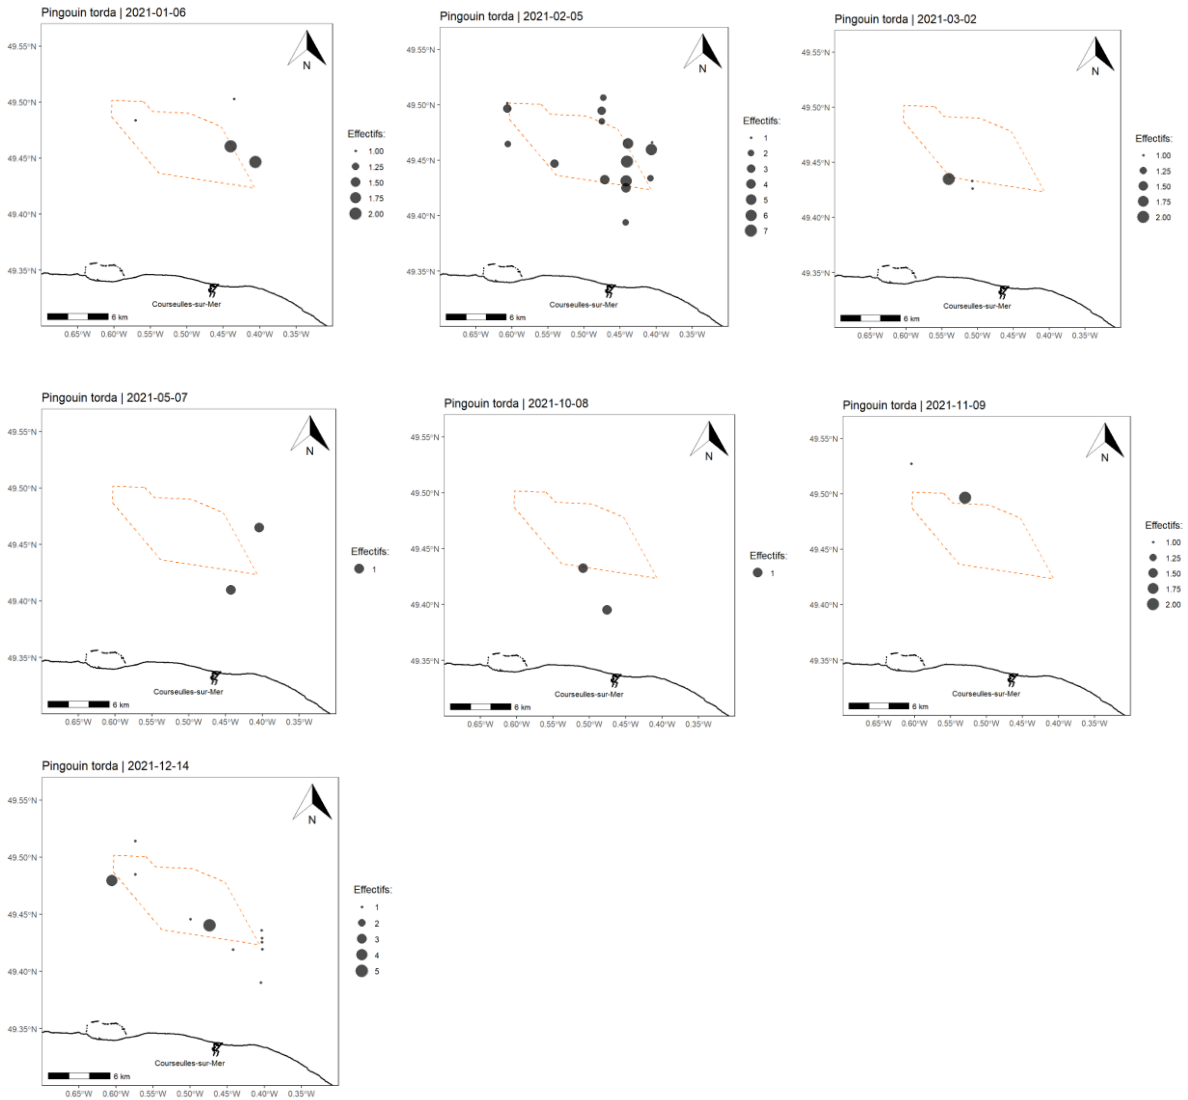 Pingouin torda | 2021-01-06
49.55°N
49.50°N
49.45°N
49.40°N
49.35°N
N
Courseulles-sur-Mer
6 km
0.65°W 0.60°W 0.55°W 0.50°W 0.45°W 0.40°W 0.35°W
Effectifs:
1.00
1.25
1.50
1.75
2.00
Pingouin torda | 2021-02-05
49.55°N
49.50°N
49.45°N
49.40°N
49.35°N
N
Courseulles-sur-Mer
6 km
0.65°W 0.60°W 0.55°W 0.50°W 0.45°W 0.40°W 0.35°W
Effectifs:
1
2
3
4
5
6
7
Pingouin torda | 2021-03-02
49.55°N
49.50°N
49.45°N
49.40°N
49.35°N
N
Courseulles-sur-Mer
6 km
0.65°W 0.60°W 0.55°W 0.50°W 0.45°W 0.40°W 0.35°W
Effectifs:
1.00
1.25
1.50
1.75
2.00
Pingouin torda | 2021-05-07
49.55°N
49.50°N
49.45°N
49.40°N
49.35°N
N
Courseulles-sur-Mer
6 km
0.65°W 0.60°W 0.55°W 0.50°W 0.45°W 0.40°W 0.35°W
Effectifs:
1
Pingouin torda | 2021-10-08
49.55°N
49.50°N
49.45°N
49.40°N
49.35°N
N
Courseulles-sur-Mer
6 km
0.65°W 0.60°W 0.55°W 0.50°W 0.45°W 0.40°W 0.35°W
Effectifs:
1
Pingouin torda | 2021-11-09
49.55°N
49.50°N
49.45°N
49.40°N
49.35°N
N
Courseulles-sur-Mer
6 km
0.65°W 0.60°W 0.55°W 0.50°W 0.45°W 0.40°W 0.35°W
Effectifs:
1.00
1.25
1.50
1.75
2.00
Pingouin torda | 2021-12-14
49.55°N
49.50°N
49.45°N
49.40°N
49.35°N
N
Courseulles-sur-Mer
6 km
0.65°W 0.60°W 0.55°W 0.50°W 0.45°W 0.40°W 0.35°W
Effectifs:
1
2
3
4
5